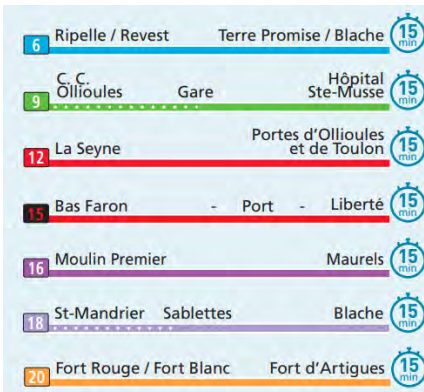 6 Ripelle / Revest Terre Promise / Blache 15 min
C. C. Hôpital
9 Ollioules Gare Ste-Musse 15 min
Portes d'Ollioules
12 La Seyne et de Toulon 15 min
15 Bas Faron - Port - Liberté 15 min
16 Moulin Premier Maurels 15 min
18 St-Mandrier Sablettes Blache 15 min
20 Fort Rouge / Fort Blanc Fort d'Artigues 15 min